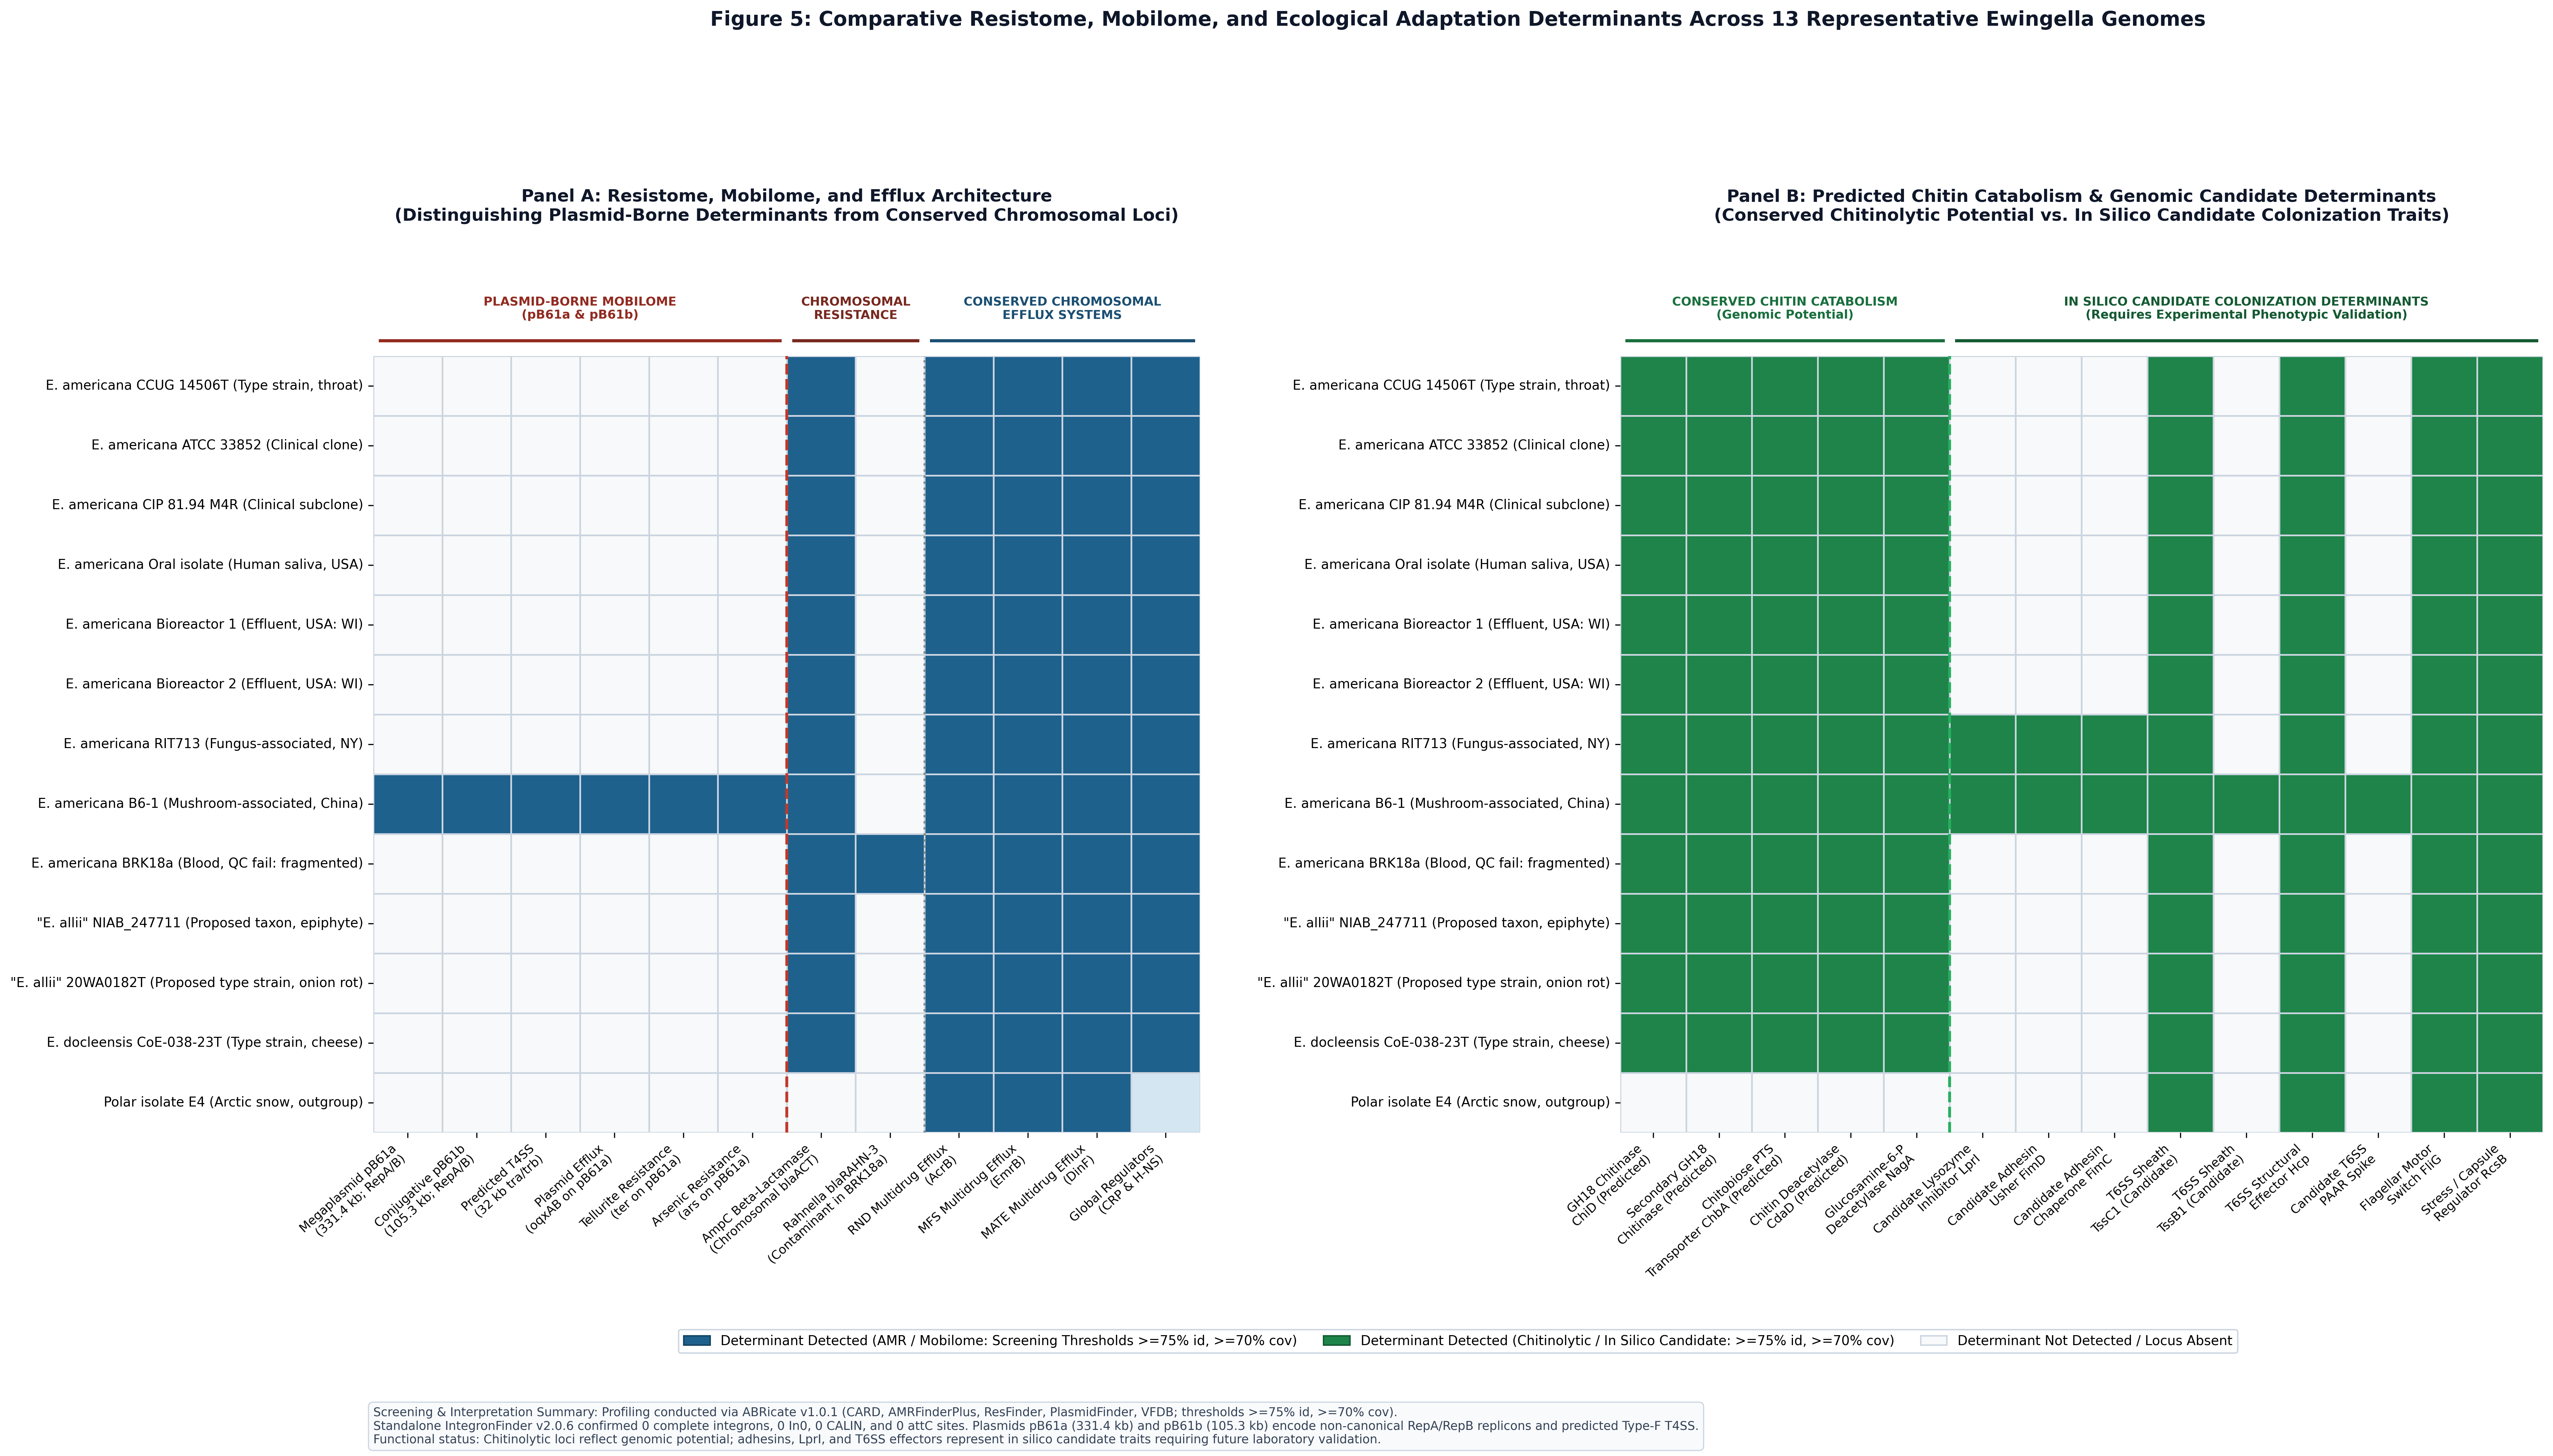 Figure 5: Comparative Resistome, Mobilome, and Ecological Adaptation Determinants Across 13 Representative Ewingella Genomes
Panel A: Resistome, Mobilome, and Efflux Architecture
(Distinguishing Plasmid-Borne Determinants from Conserved Chromosomal Loci)
PLASMID-BORNE MOBILOME
(pB61a & pB61b)
CHROMOSOMAL
RESISTANCE
CONSERVED CHROMOSOMAL
EFFLUX SYSTEMS
E. americana CCUG 14506T (Type strain, throat)
E. americana ATCC 33852 (Clinical clone)
E. americana CIP 81.94 M4R (Clinical subclone)
E. americana Oral isolate (Human saliva, USA)
E. americana Bioreactor 1 (Effluent, USA: WI)
E. americana Bioreactor 2 (Effluent, USA: WI)
E. americana RIT713 (Fungus-associated, NY)
E. americana B6-1 (Mushroom-associated, China)
E. americana BRK18a (Blood, QC fail: fragmented)
"E. allii" NIAB_247711 (Proposed taxon, epiphyte)
"E. allii" 20WA0182T (Proposed type strain, onion rot)
E. docleensis CoE-038-23T (Type strain, cheese)
Polar isolate E4 (Arctic snow, outgroup)
Megaplasmid pB61a
(331.4 kb; RepA/B)
Conjugative pB61b
(105.3 kb; RepA/B)
Predicted T4SS
(32 kb tra/trb)
Plasmid Efflux
(oqxAB on pB61a)
Tellurite Resistance
(ter on pB61a)
Arsenic Resistance
(ars on pB61a)
AmpC Beta-Lactamase
(Chromosomal blaACT)
Rahnella blaRAHN-3
(Contaminant in BRK18a)
RND Multidrug Efflux
(AcrB)
MFS Multidrug Efflux
(EmrB)
MATE Multidrug Efflux
(DinF)
Global Regulators
(CRP & H-NS)
Panel B: Predicted Chitin Catabolism & Genomic Candidate Determinants
(Conserved Chitinolytic Potential vs. In Silico Candidate Colonization Traits)
CONSERVED CHITIN CATABOLISM
(Genomic Potential)
IN SILICO CANDIDATE COLONIZATION DETERMINANTS
(Requires Experimental Phenotypic Validation)
E. americana CCUG 14506T (Type strain, throat)
E. americana ATCC 33852 (Clinical clone)
E. americana CIP 81.94 M4R (Clinical subclone)
E. americana Oral isolate (Human saliva, USA)
E. americana Bioreactor 1 (Effluent, USA: WI)
E. americana Bioreactor 2 (Effluent, USA: WI)
E. americana RIT713 (Fungus-associated, NY)
E. americana B6-1 (Mushroom-associated, China)
E. americana BRK18a (Blood, QC fail: fragmented)
"E. allii" NIAB_247711 (Proposed taxon, epiphyte)
"E. allii" 20WA0182T (Proposed type strain, onion rot)
E. docleensis CoE-038-23T (Type strain, cheese)
Polar isolate E4 (Arctic snow, outgroup)
GH18 Chitinase
ChiD (Predicted)
Secondary GH18
Chitinase (Predicted)
Chitobiose PTS
Transporter ChbA (Predicted)
Chitin Deacetylase
CdaD (Predicted)
Glucosamine-6-P
Deacetylase NagA
Candidate Lysozyme
Inhibitor LprI
Candidate Adhesin
Usher FimD
Candidate Adhesin
Chaperone FimC
T6SS Sheath
TssC1 (Candidate)
T6SS Sheath
TssB1 (Candidate)
T6SS Structural
Effector Hcp
Candidate T6SS
PAAR Spike
Flagellar Motor
Switch FliG
Stress / Capsule
Regulator RcsB
Determinant Detected (AMR / Mobilome: Screening Thresholds >=75% id, >=70% cov)
Determinant Detected (Chitinolytic / In Silico Candidate: >=75% id, >=70% cov)
Determinant Not Detected / Locus Absent
Screening & Interpretation Summary: Profiling conducted via ABRicate v1.0.1 (CARD, AMRFinderPlus, ResFinder, PlasmidFinder, VFDB; thresholds >=75% id, >=70% cov).
Standalone IntegronFinder v2.0.6 confirmed 0 complete integrons, 0 In0, 0 CALIN, and 0 attC sites. Plasmids pB61a (331.4 kb) and pB61b (105.3 kb) encode non-canonical RepA/RepB replicons and predicted Type-F T4SS.
Functional status: Chitinolytic loci reflect genomic potential; adhesins, LprI, and T6SS effectors represent in silico candidate traits requiring future laboratory validation.